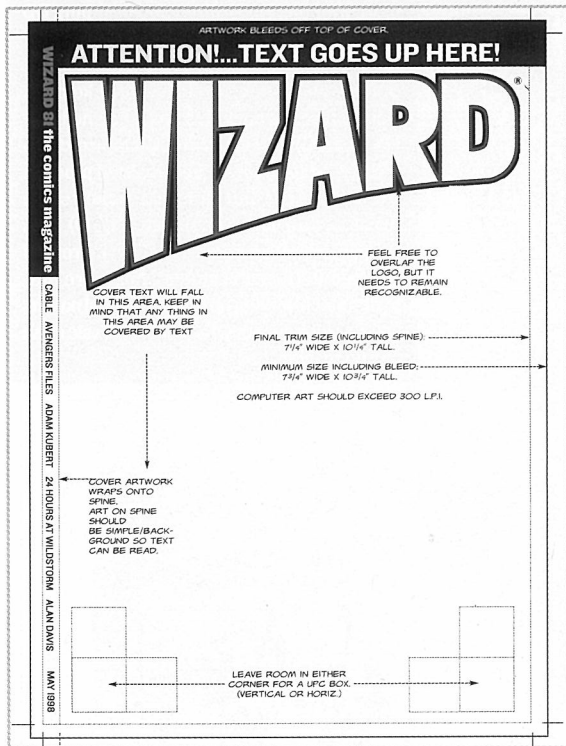 ARTWORK BLEEDS OFF TOP OF COVER
ATTENTION!...TEXT GOES UP HERE!
WIZARD®
WIZARD 81 the comics magazine CABLE AVENGERS FILES ADAM KUBERT 24 HOURS AT WILDSTORM ALAN DAVIS MAY 1998
FEEL FREE TO
OVERLAP THE
LOGO, BUT IT
NEEDS TO REMAIN
RECOGNIZABLE.
COVER TEXT WILL FALL
IN THIS AREA. KEEP IN
MIND THAT ANY THING IN
THIS AREA MAY BE
COVERED BY TEXT
FINAL TRIM SIZE (INCLUDING SPINE):
7 1/4" WIDE X 10 1/4" TALL.
MINIMUM SIZE INCLUDING BLEED:
7 3/4" WIDE X 10 3/4" TALL.
COMPUTER ART SHOULD EXCEED 300 L.P.I.
COVER ARTWORK
WRAPS ONTO
SPINE.
ART ON SPINE
SHOULD
BE SIMPLE/BACK-
GROUND SO TEXT
CAN BE READ.
LEAVE ROOM IN EITHER
CORNER FOR A UPC BOX.
(VERTICAL OR HORIZ.)